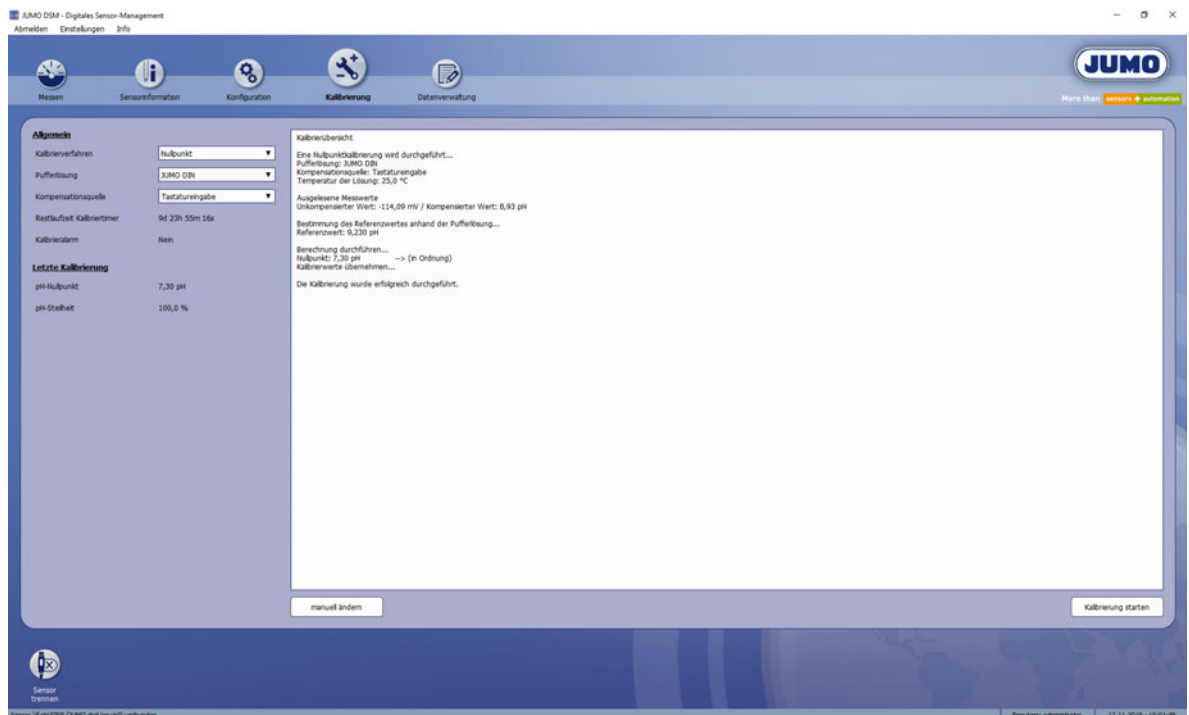 JUMO DSM - Digitales Sensor-Management
Abmelden Einstellungen Info
Messen Sensorinformation Konfiguration Kalibrierung Datenverwaltung
JUMO
More than sensors + automation
Allgemein
Kalibrierverfahren Nullpunkt
Pufferlösung JUMO DIN
Kompensationsquelle Tastatureingabe
Restlaufzeit Kalibriertimer 9d 23h 55m 16s
Kalibrieralarm Nein
Letzte Kalibrierung
pH-Nullpunkt 7,30 pH
pH-Steilheit 100,0 %
Kalibrierübersicht
Eine Nullpunktkalibrierung wird durchgeführt...
Pufferlösung: JUMO DIN
Kompensationsquelle: Tastatureingabe
Temperatur der Lösung: 25,0 °C
Ausgelesene Messwerte
Unkompensierter Wert: -114,09 mV / Kompensierter Wert: 8,93 pH
Bestimmung des Referenzwertes anhand der Pufferlösung...
Referenzwert: 9,230 pH
Berechnung durchführen...
Nullpunkt: 7,30 pH --> (in Ordnung)
Kalibrierwerte übernehmen...
Die Kalibrierung wurde erfolgreich durchgeführt.
manuell ändern
Kalibrierung starten
Sensor
trennen